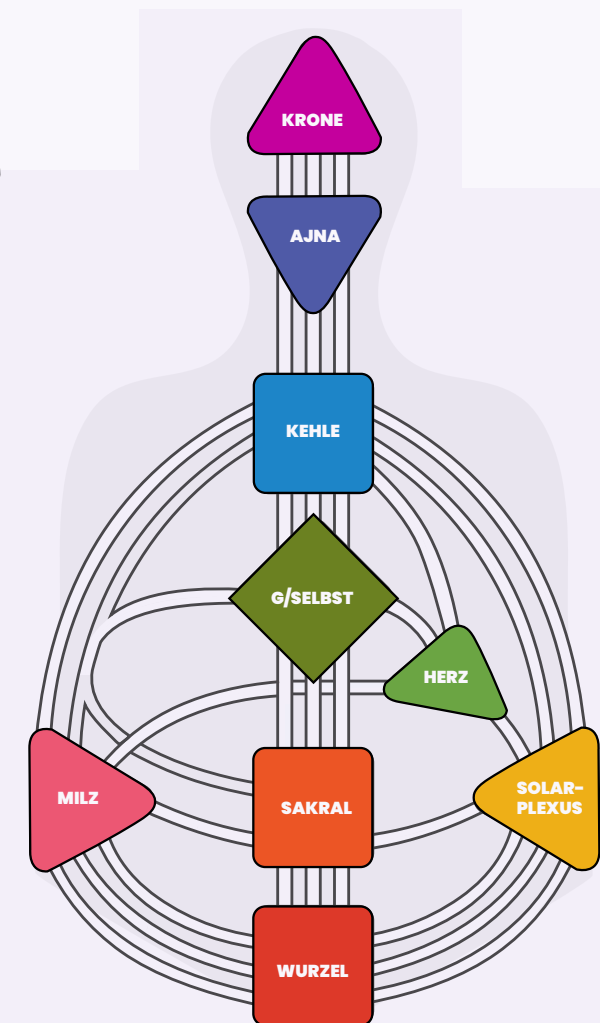 KRONE
AJNA
KEHLE
G/SELBST
HERZ
MILZ
SOLAR-
PLEXUS
SAKRAL
WURZEL